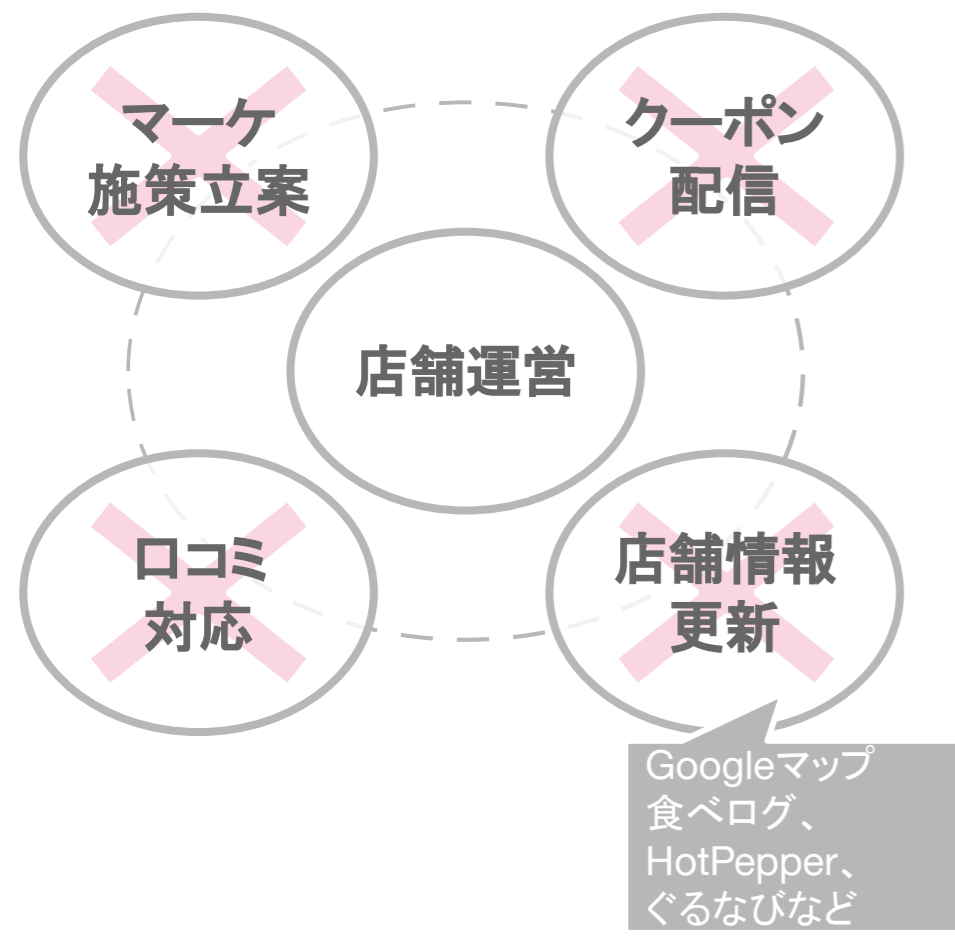 マーケ
施策立案
クーポン
配信
店舗運営
口コミ
対応
店舗情報
更新
Googleマップ
食べログ、
HotPepper、
ぐるなびなど